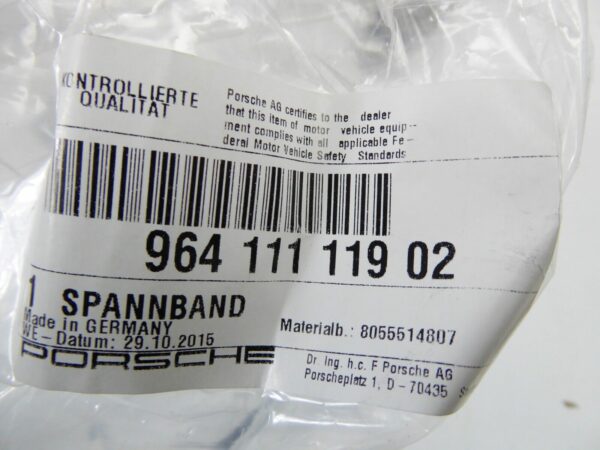 KONTROLLIERTE
QUALITÄT
Porsche AG certifies to the dealer
that this item of motor vehicle equip-
ment complies with all applicable Fe-
deral Motor Vehicle Safety Standards
964 111 119 02
1 SPANNBAND
Made in GERMANY
WE-Datum: 29.10.2015
Materialb.: 8055514807
PORSCHE
Dr. Ing. h.c. F Porsche AG
Porscheplatz 1, D - 70435